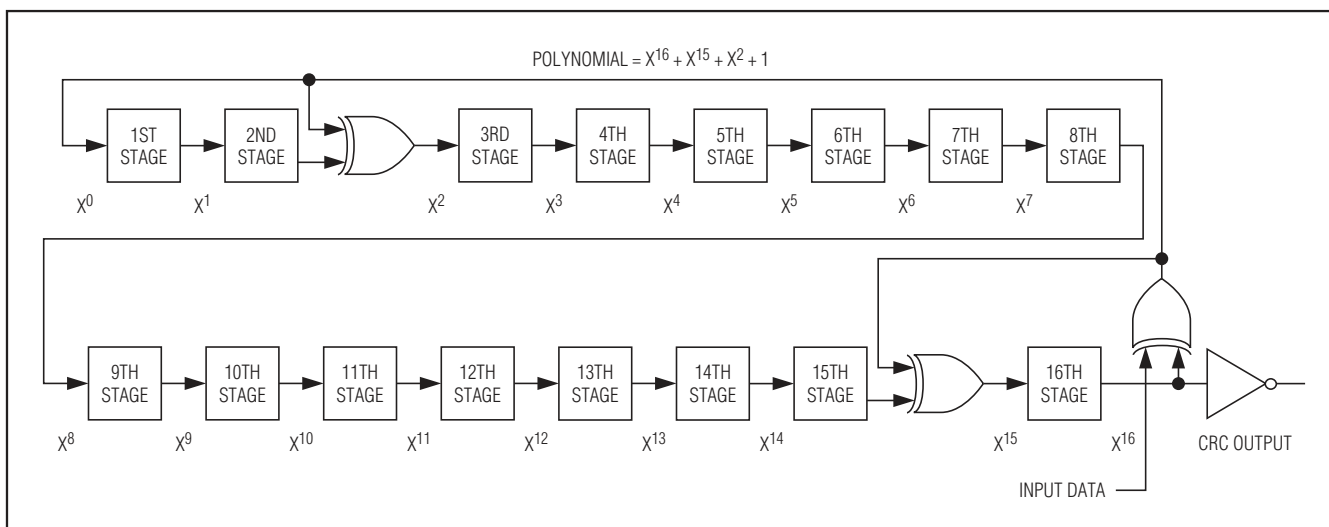 POLYNOMIAL = X¹⁶ + X¹⁵ + X² + 1
1ST
STAGE
2ND
STAGE
3RD
STAGE
4TH
STAGE
5TH
STAGE
6TH
STAGE
7TH
STAGE
8TH
STAGE
X⁰
X¹
X²
X³
X⁴
X⁵
X⁶
X⁷
9TH
STAGE
10TH
STAGE
11TH
STAGE
12TH
STAGE
13TH
STAGE
14TH
STAGE
15TH
STAGE
16TH
STAGE
X⁸
X⁹
X¹⁰
X¹¹
X¹²
X¹³
X¹⁴
X¹⁵
X¹⁶
CRC OUTPUT
INPUT DATA